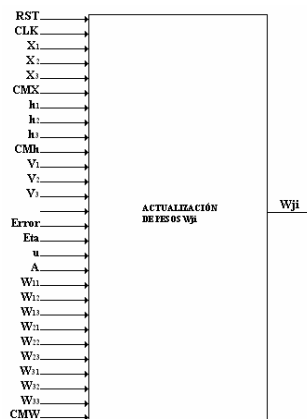 RST
CLK
X1
X2
X3
CMX
h1
h2
h3
CMh
V1
V2
V3
Error
Eta
u
A
W11
W12
W13
W21
W22
W23
W31
W32
W33
CMW
ACTUALIZACIÓN
DE PESOS Wji
Wji